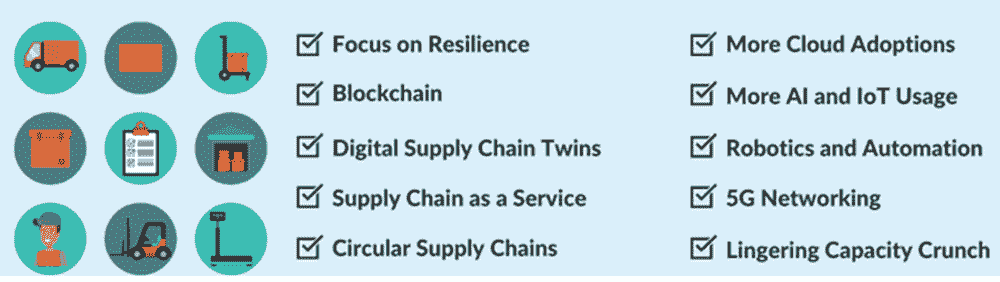 Focus on Resilience
Blockchain
Digital Supply Chain Twins
Supply Chain as a Service
Circular Supply Chains
More Cloud Adoptions
More AI and IoT Usage
Robotics and Automation
5G Networking
Lingering Capacity Crunch